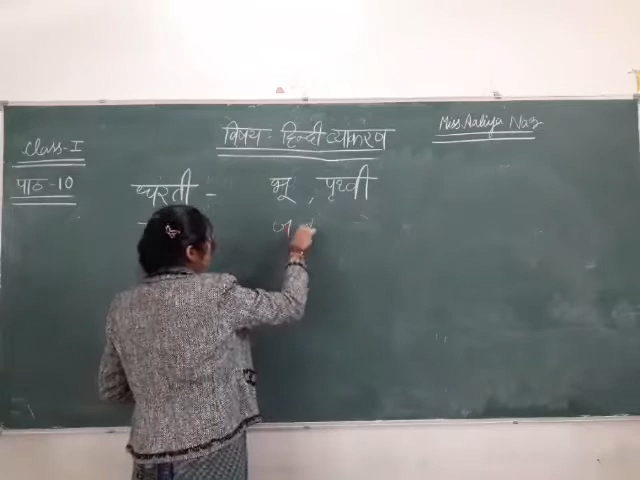 विषय:- हिन्दी व्याकरण
Miss. Aaliya Naz
Class-I
पाठ-10
धरती - भू, पृथ्वी